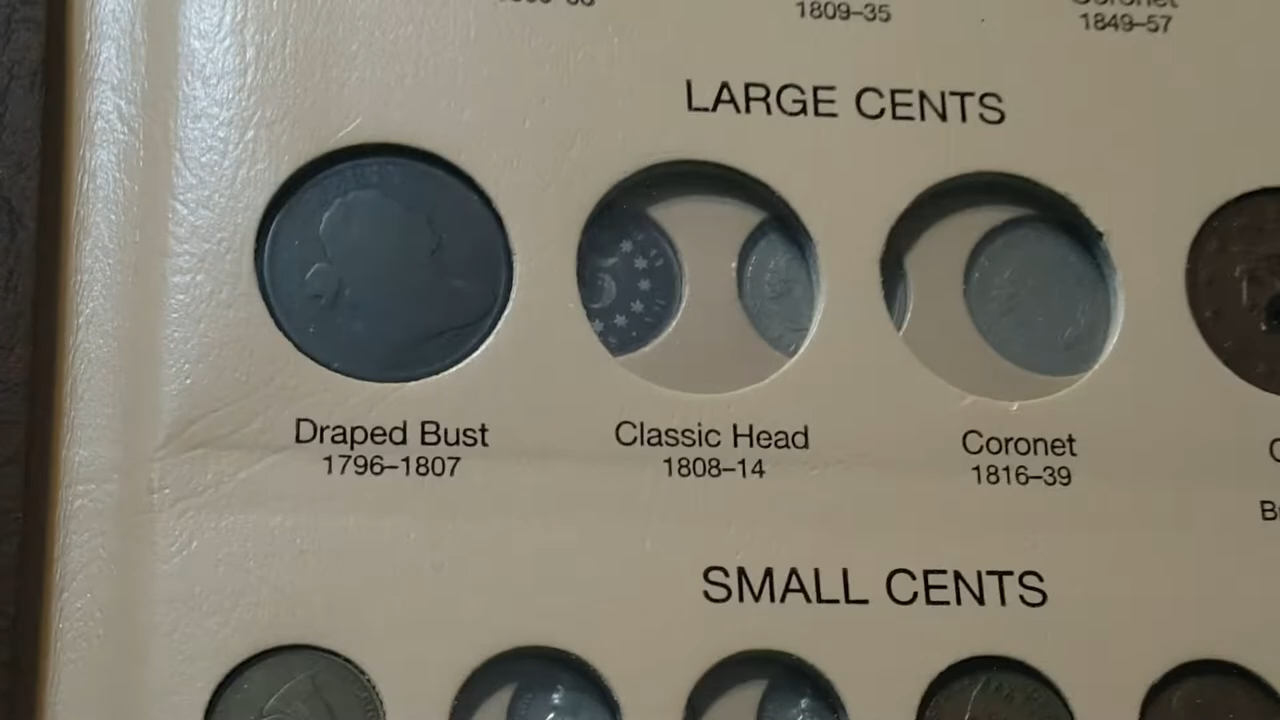 1809–35
Coronet
1849–57
LARGE CENTS
Draped Bust
1796–1807
Classic Head
1808–14
Coronet
1816–39
SMALL CENTS